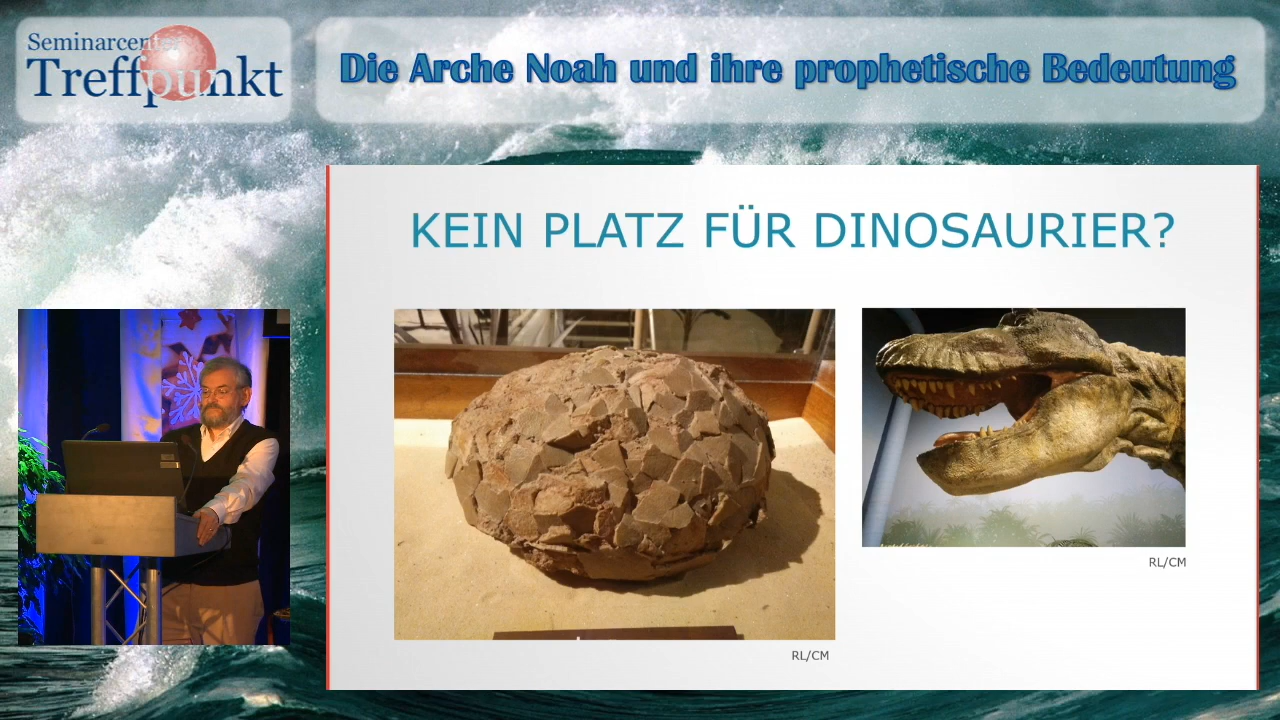 Seminarcenter
Treffpunkt
Die Arche Noah und ihre prophetische Bedeutung
KEIN PLATZ FÜR DINOSAURIER?
RL/CM
RL/CM